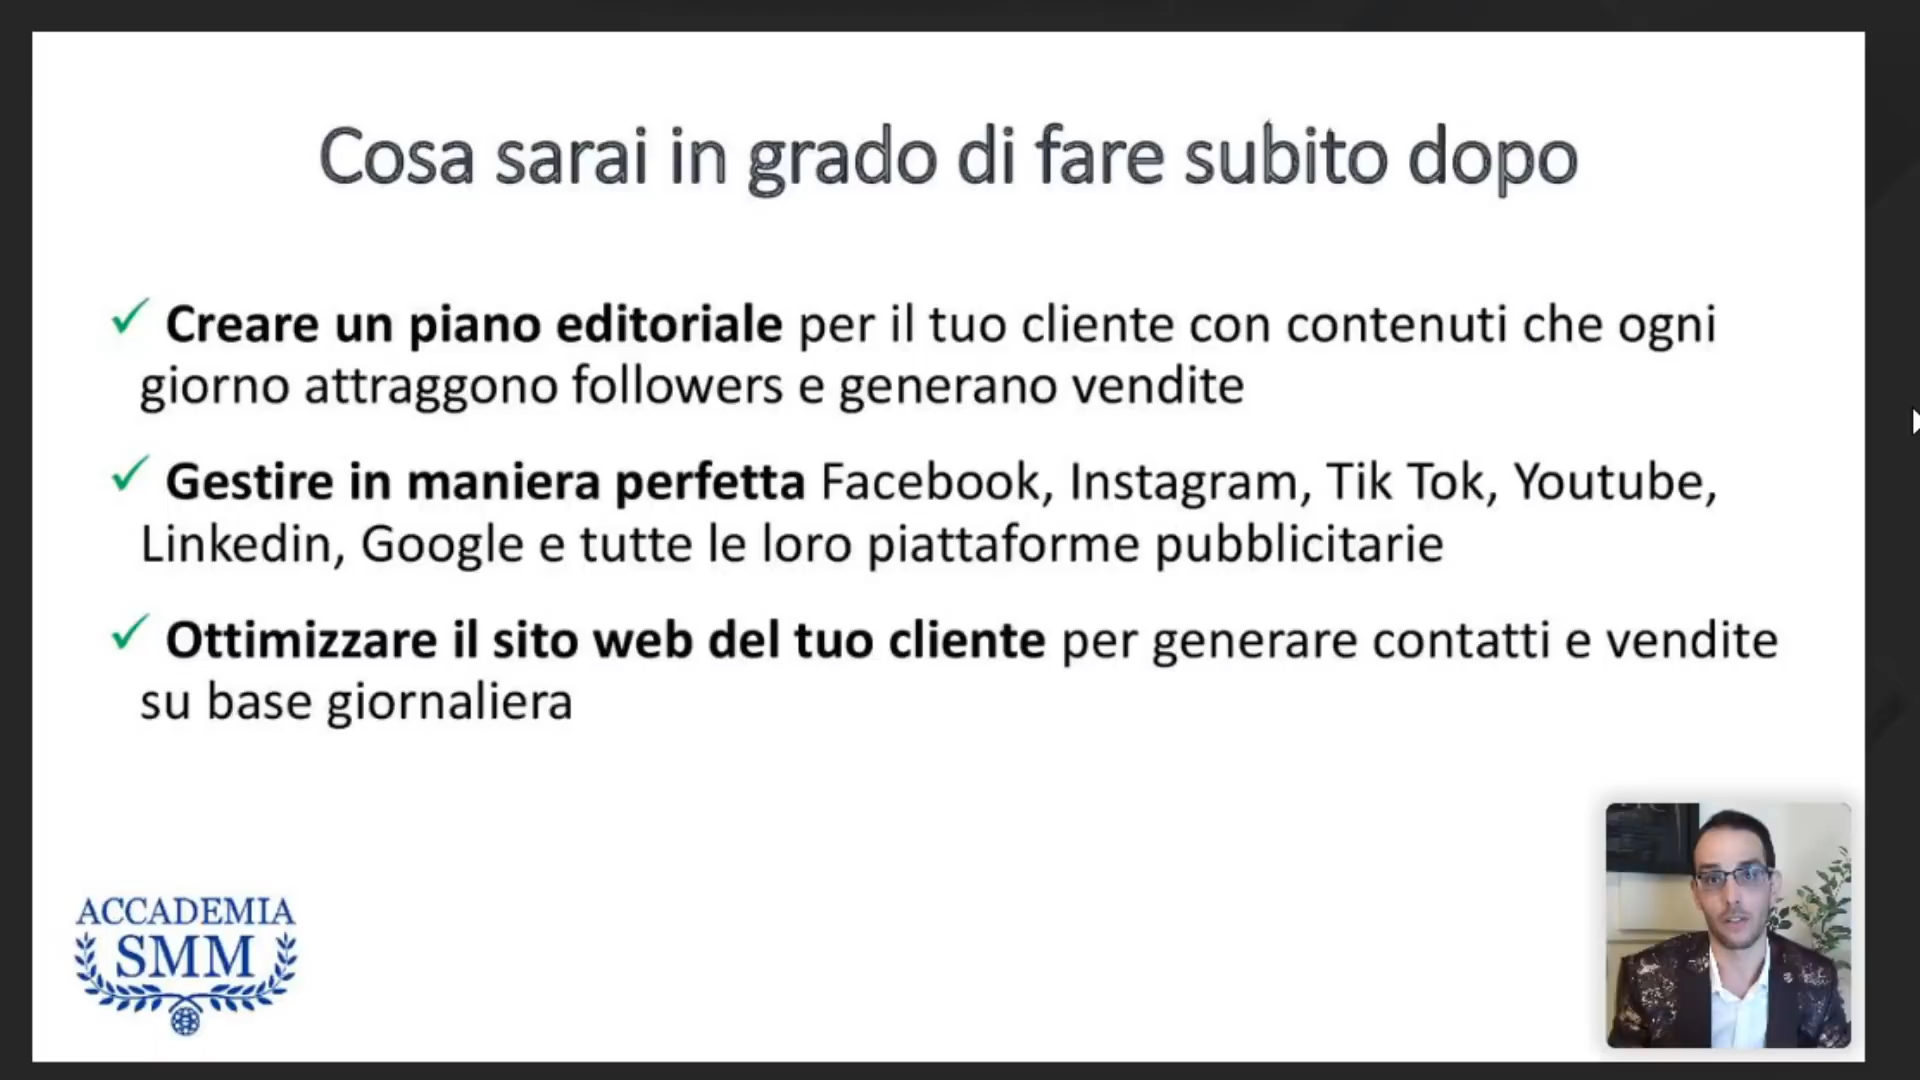 Cosa sarai in grado di fare subito dopo
✓ Creare un piano editoriale per il tuo cliente con contenuti che ogni
giorno attraggono followers e generano vendite
✓ Gestire in maniera perfetta Facebook, Instagram, Tik Tok, Youtube,
Linkedin, Google e tutte le loro piattaforme pubblicitarie
✓ Ottimizzare il sito web del tuo cliente per generare contatti e vendite
su base giornaliera
ACCADEMIA
SMM